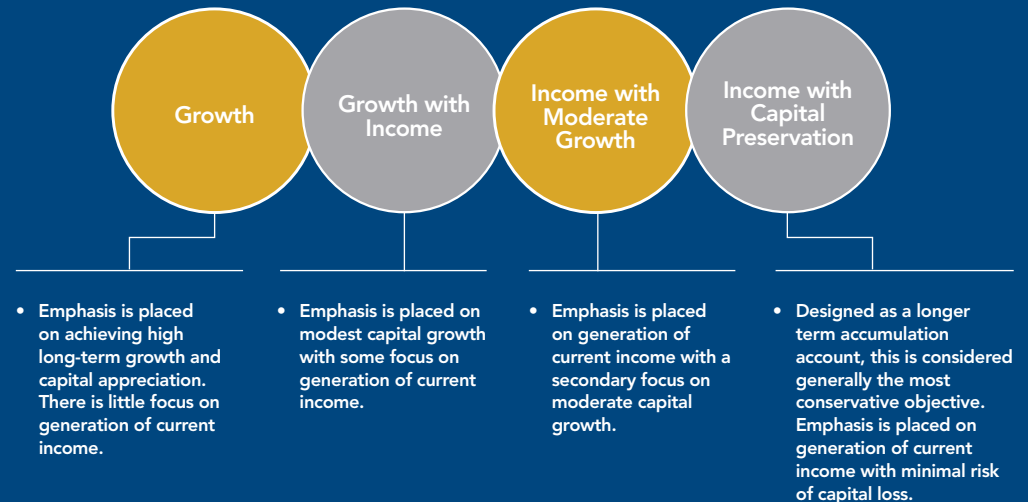 Growth
Growth with
Income
Income with
Moderate
Growth
Income with
Capital
Preservation
• Emphasis is placed
on achieving high
long-term growth and
capital appreciation.
There is little focus on
generation of current
income.
• Emphasis is placed on
modest capital growth
with some focus on
generation of current
income.
• Emphasis is placed
on generation of
current income with a
secondary focus on
moderate capital
growth.
• Designed as a longer
term accumulation
account, this is considered
generally the most
conservative objective.
Emphasis is placed on
generation of current
income with minimal risk
of capital loss.